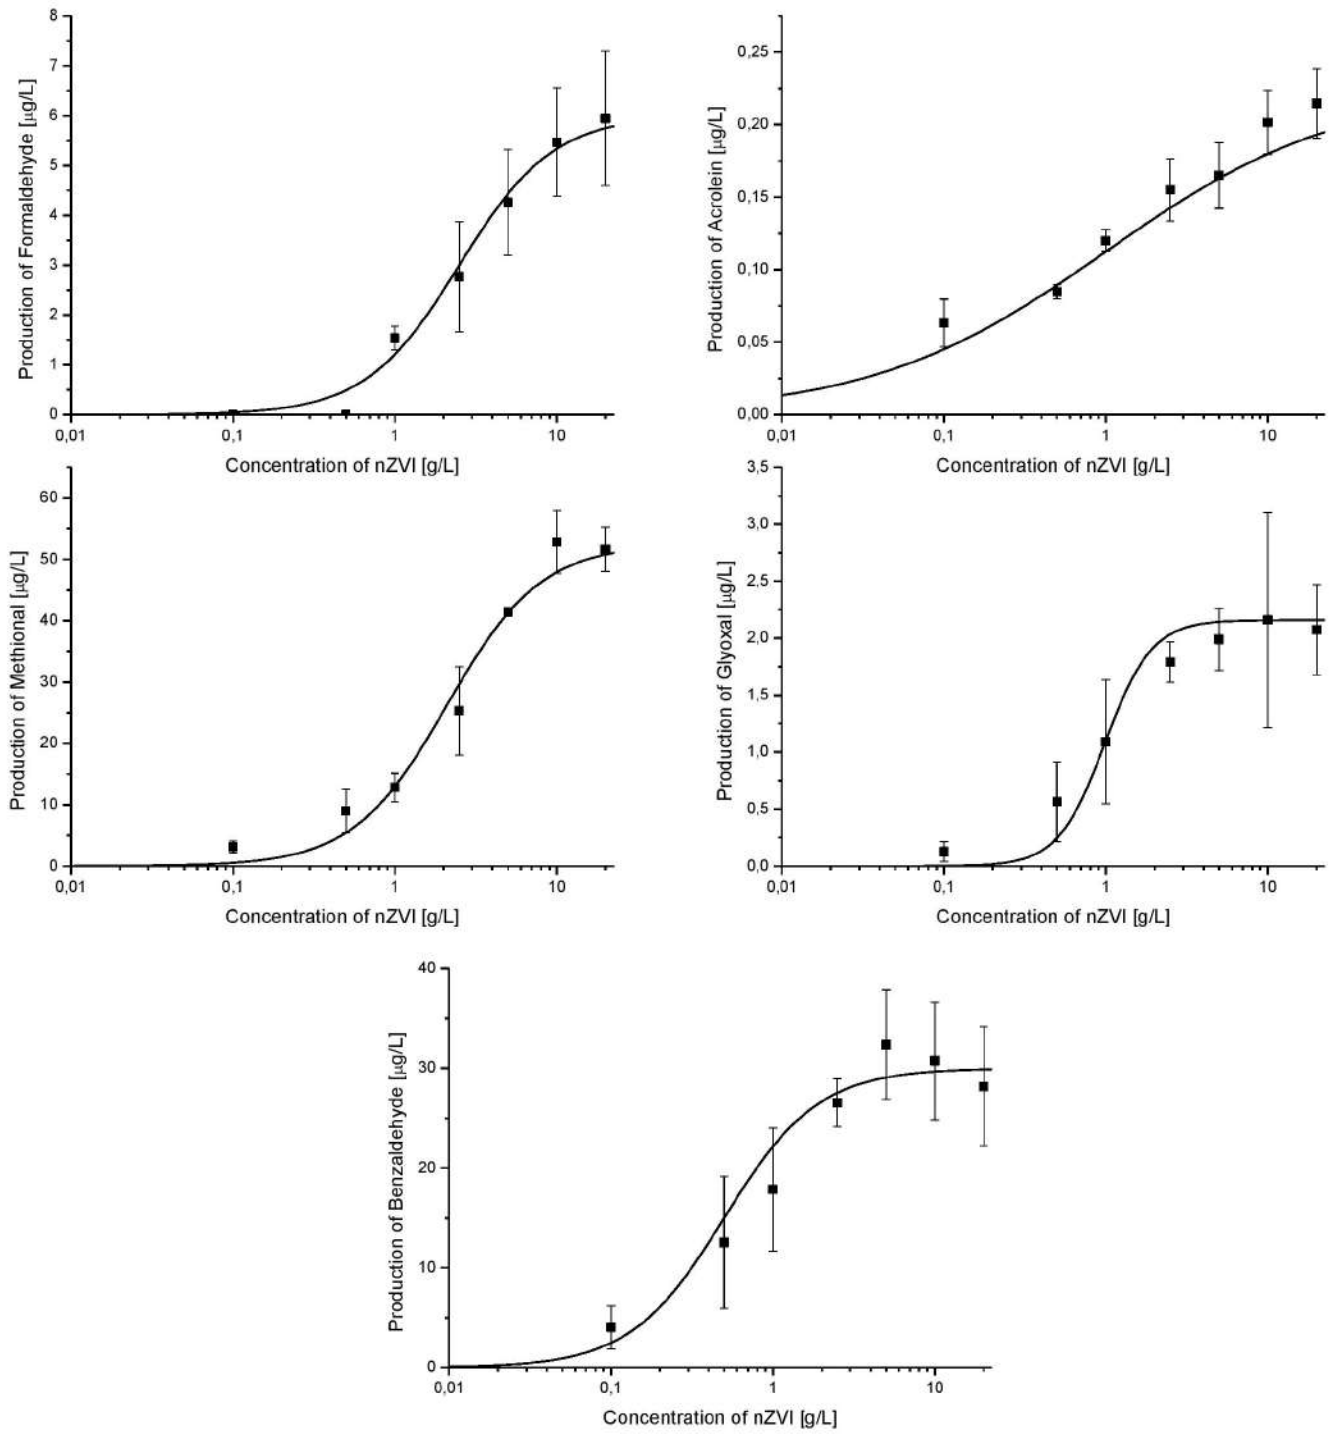 Production of Formaldehyde [µg/L]
8
7
6
5
4
3
2
1
0
0,01 0,1 1 10
Concentration of nZVI [g/L]
Production of Acrolein [µg/L]
0,25
0,20
0,15
0,10
0,05
0,00
0,01 0,1 1 10
Concentration of nZVI [g/L]
Production of Methional [µg/L]
60
50
40
30
20
10
0
0,01 0,1 1 10
Concentration of nZVI [g/L]
Production of Glyoxal [µg/L]
3,5
3,0
2,5
2,0
1,5
1,0
0,5
0,0
0,01 0,1 1 10
Concentration of nZVI [g/L]
Production of Benzaldehyde [µg/L]
40
30
20
10
0
0,01 0,1 1 10
Concentration of nZVI [g/L]